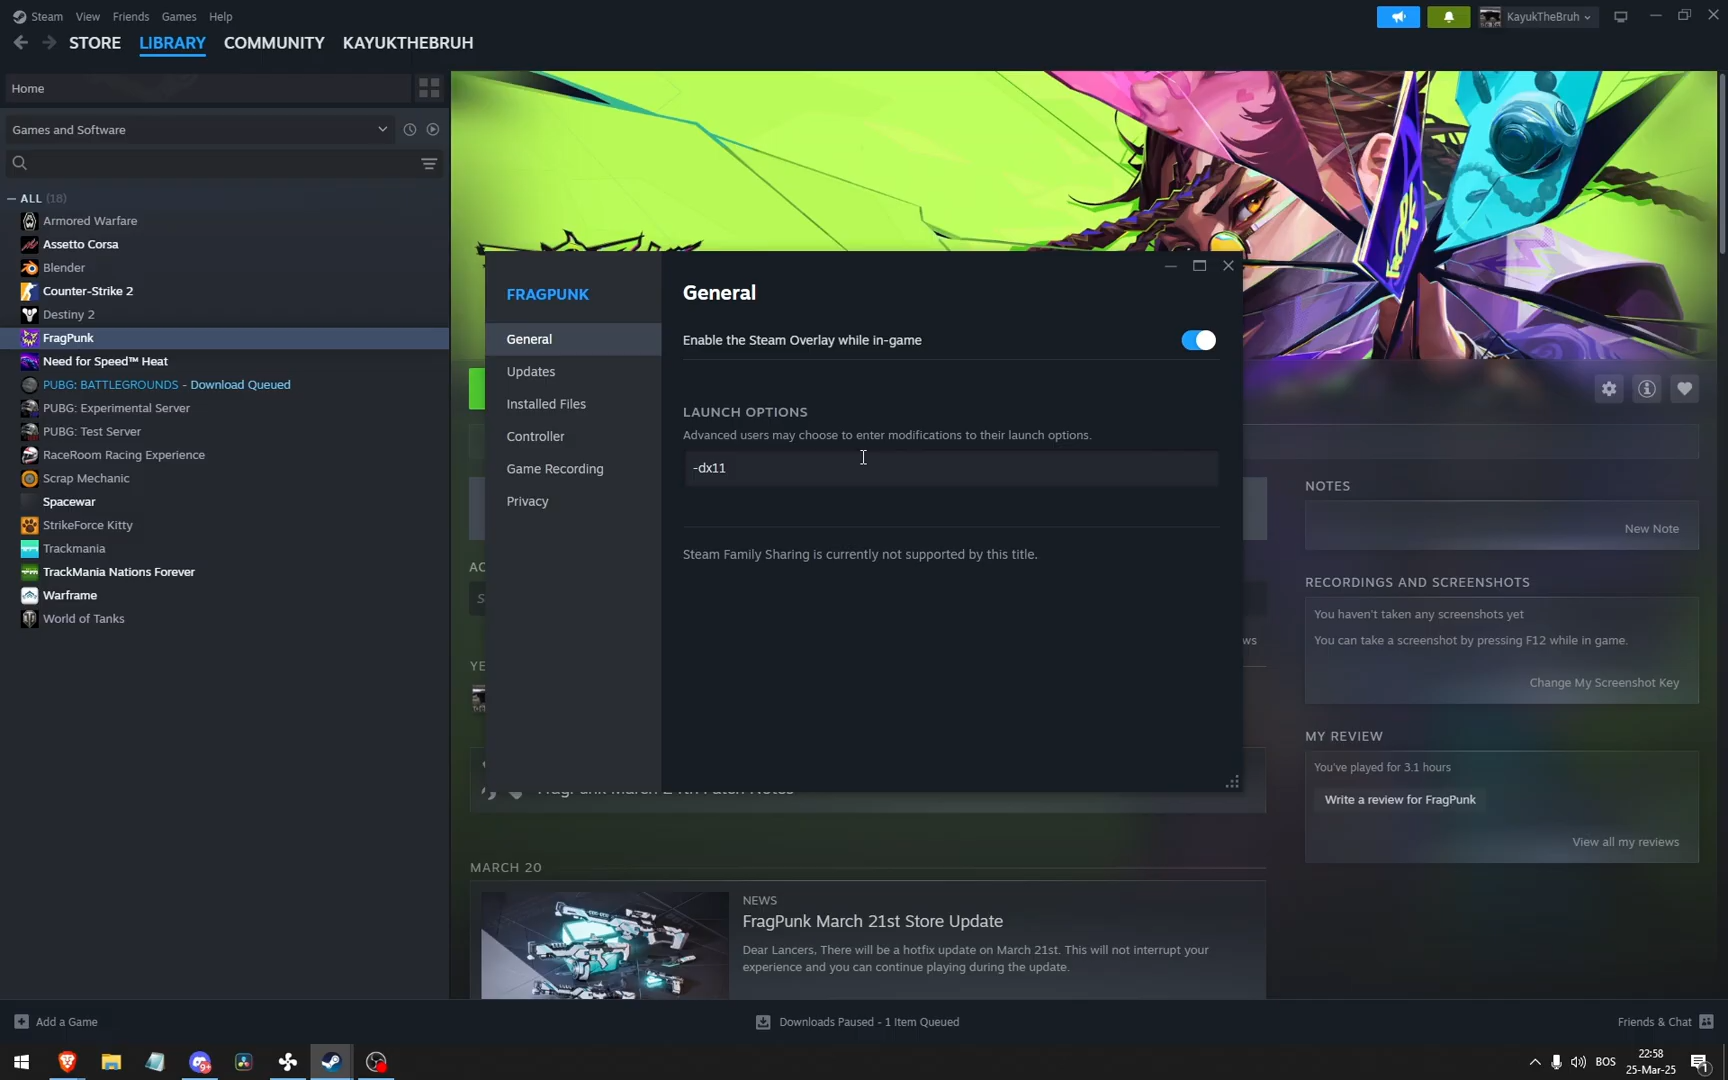 Steam View Friends Games Help
KayukTheBruh
STORE LIBRARY COMMUNITY KAYUKTHEBRUH
Home
Games and Software
— ALL (18)
Armored Warfare
Assetto Corsa
Blender
Counter-Strike 2
Destiny 2
FragPunk
Need for Speed™ Heat
PUBG: BATTLEGROUNDS - Download Queued
PUBG: Experimental Server
PUBG: Test Server
RaceRoom Racing Experience
Scrap Mechanic
Spacewar
StrikeForce Kitty
Trackmania
TrackMania Nations Forever
Warframe
World of Tanks
FRAGPUNK
General
Updates
Installed Files
Controller
Game Recording
Privacy
General
Enable the Steam Overlay while in-game
LAUNCH OPTIONS
Advanced users may choose to enter modifications to their launch options.
-dx11
Steam Family Sharing is currently not supported by this title.
NOTES
New Note
RECORDINGS AND SCREENSHOTS
You haven't taken any screenshots yet
You can take a screenshot by pressing F12 while in game.
Change My Screenshot Key
MY REVIEW
You've played for 3.1 hours
Write a review for FragPunk
View all my reviews
MARCH 20
NEWS
FragPunk March 21st Store Update
Dear Lancers, There will be a hotfix update on March 21st. This will not interrupt your
experience and you can continue playing during the update.
Add a Game
Downloads Paused - 1 Item Queued
Friends & Chat
9+
BOS
22:58
25-Mar-25
1